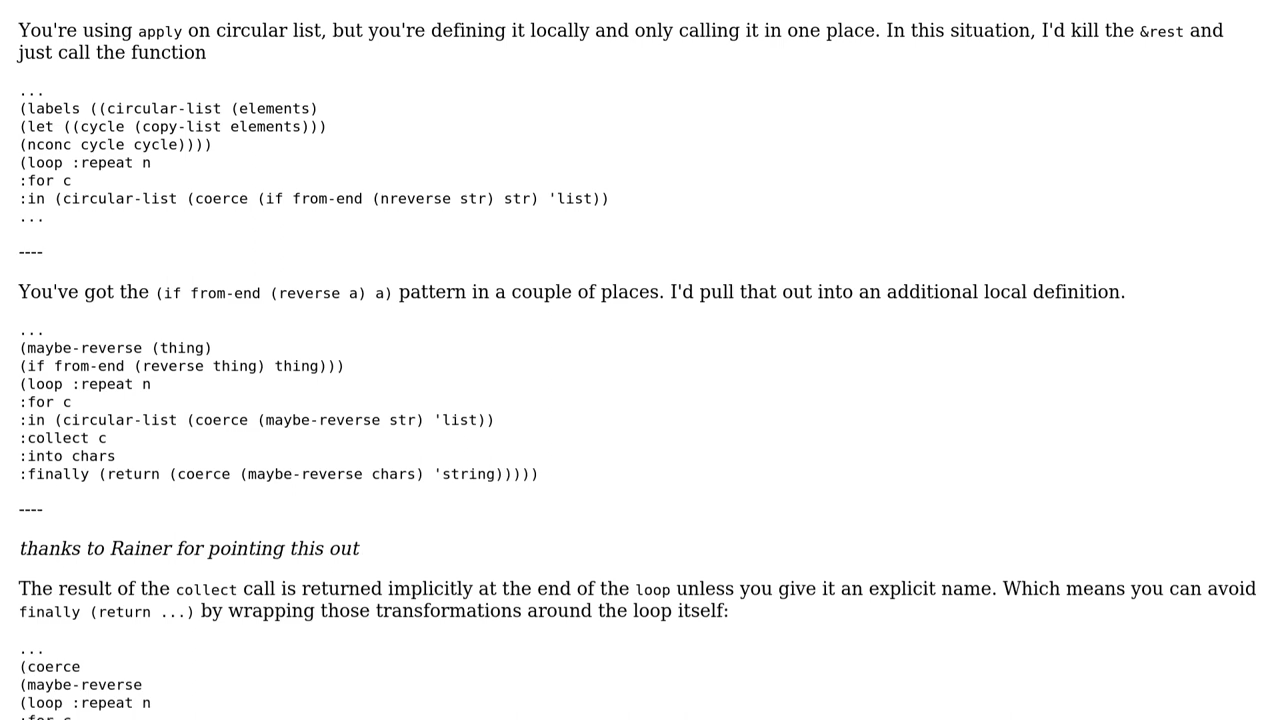 You're using apply on circular list, but you're defining it locally and only calling it in one place. In this situation, I'd kill the &rest and
just call the function
...
(labels ((circular-list (elements)
(let ((cycle (copy-list elements)))
(nconc cycle cycle))))
(loop :repeat n
:for c
:in (circular-list (coerce (if from-end (nreverse str) str) 'list))
...
----
You've got the (if from-end (reverse a) a) pattern in a couple of places. I'd pull that out into an additional local definition.
...
(maybe-reverse (thing)
(if from-end (reverse thing) thing)))
(loop :repeat n
:for c
:in (circular-list (coerce (maybe-reverse str) 'list))
:collect c
:into chars
:finally (return (coerce (maybe-reverse chars) 'string)))))
----
thanks to Rainer for pointing this out
The result of the collect call is returned implicitly at the end of the loop unless you give it an explicit name. Which means you can avoid
finally (return ...) by wrapping those transformations around the loop itself:
...
(coerce
(maybe-reverse
(loop :repeat n
:for c